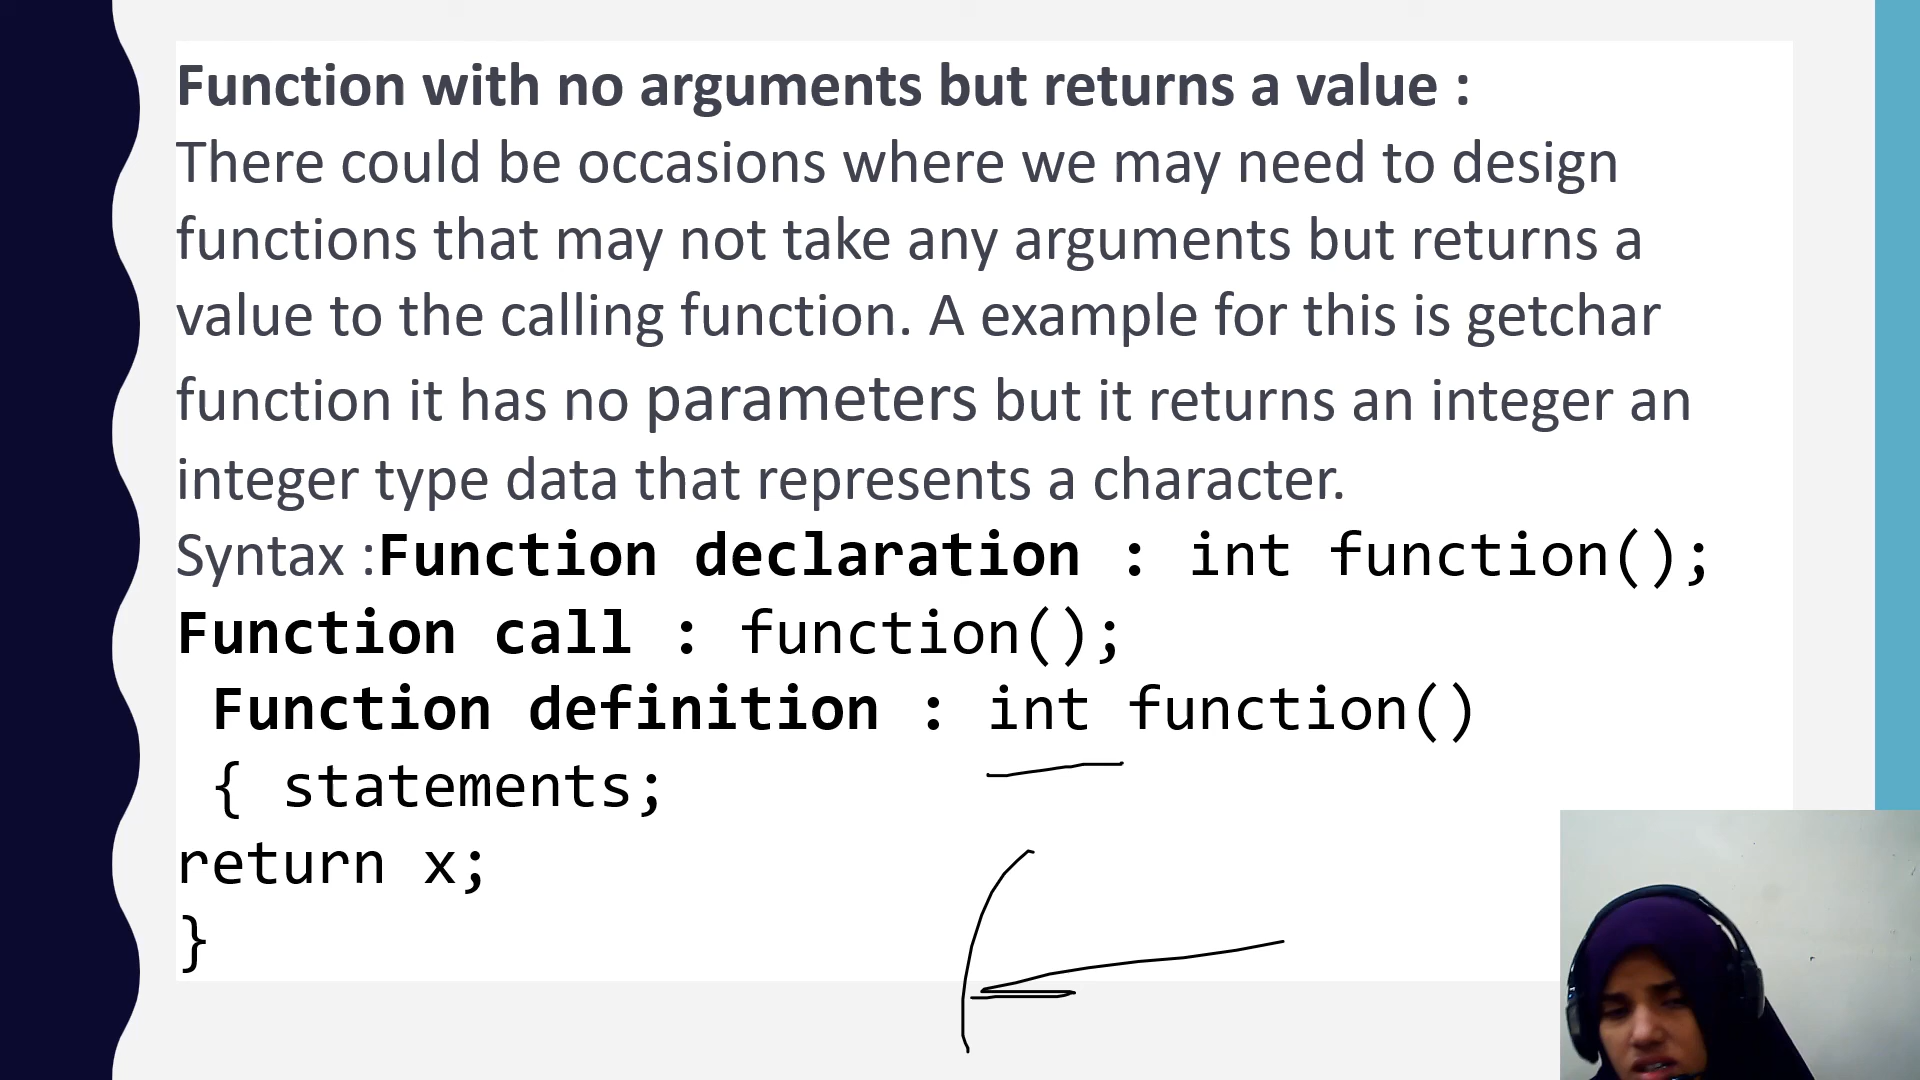 Function with no arguments but returns a value :
There could be occasions where we may need to design
functions that may not take any arguments but returns a
value to the calling function. A example for this is getchar
function it has no parameters but it returns an integer an
integer type data that represents a character.
Syntax :Function declaration : int function();
Function call : function();
Function definition : int function()
{ statements;
return x;
}